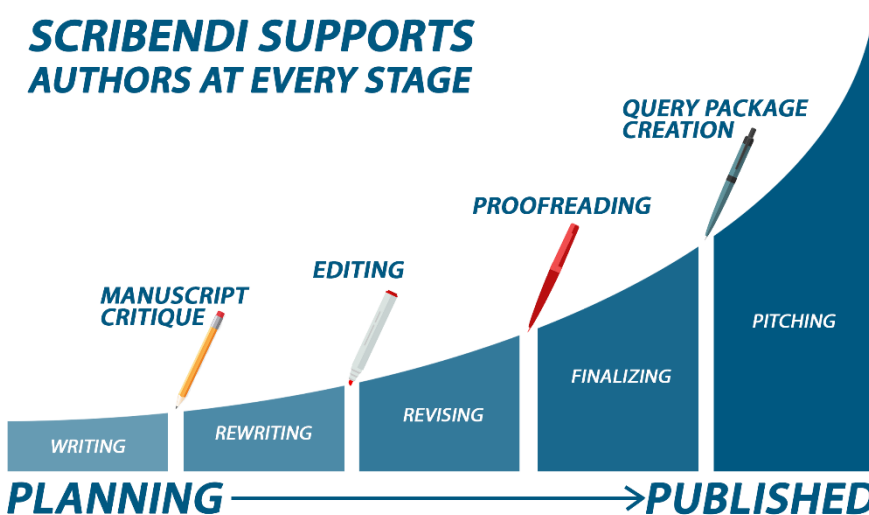 SCRIBENDI SUPPORTS
AUTHORS AT EVERY STAGE
QUERY PACKAGE
CREATION
PROOFREADING
EDITING
MANUSCRIPT
CRITIQUE
WRITING
REWRITING
REVISING
FINALIZING
PITCHING
PLANNING
PUBLISHED